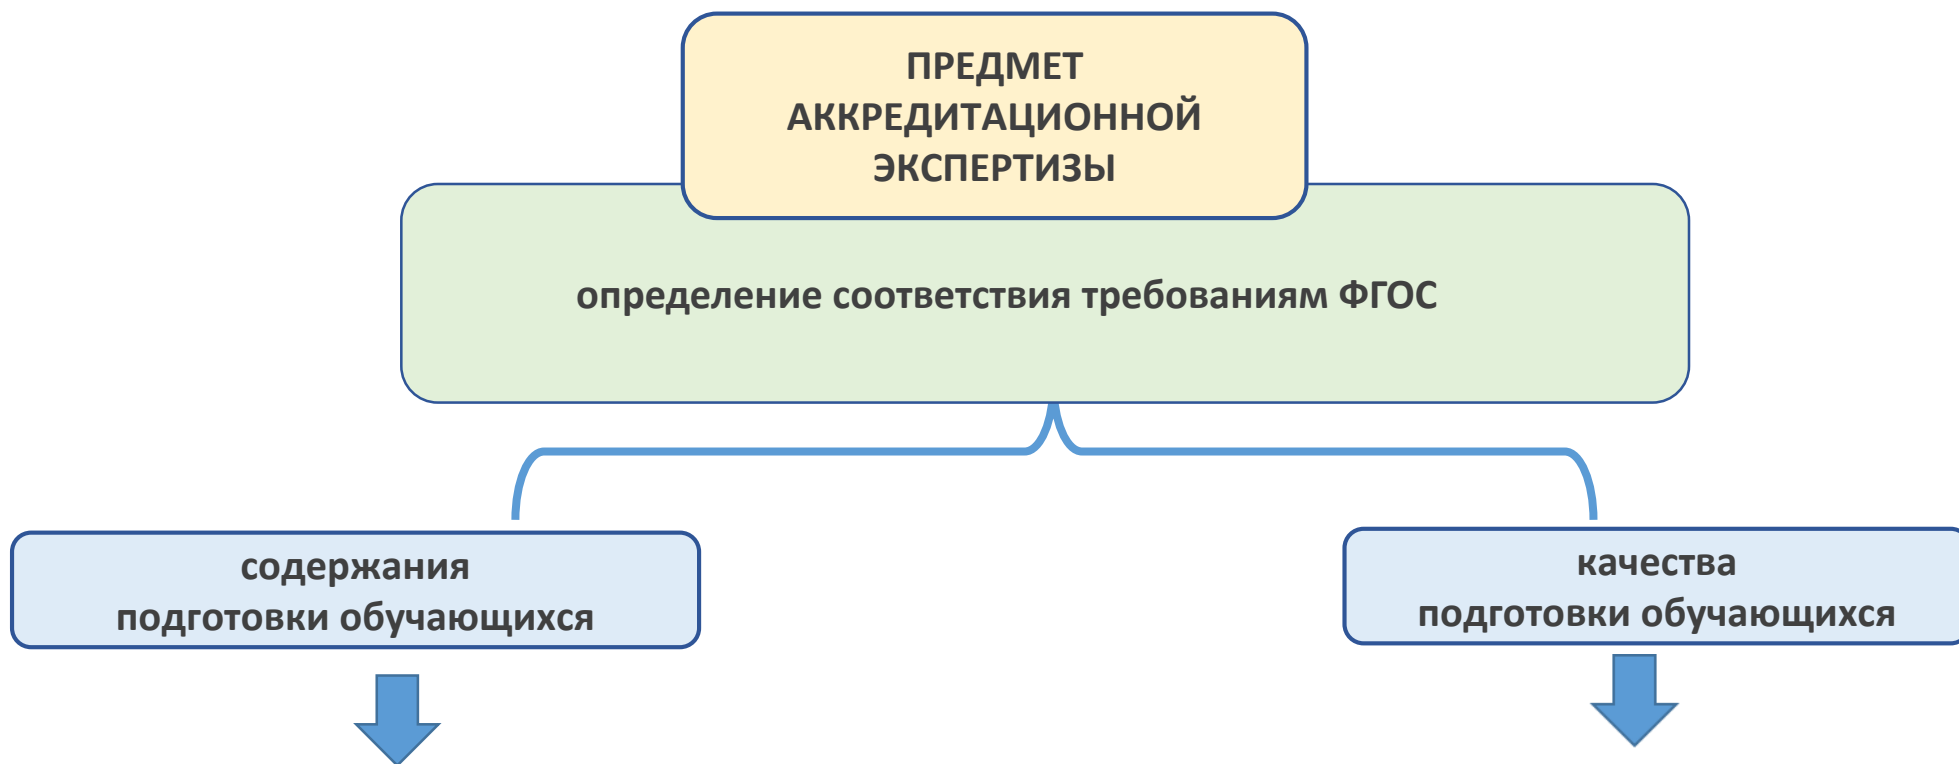 ПРЕДМЕТ
АККРЕДИТАЦИОННОЙ
ЭКСПЕРТИЗЫ
определение соответствия требованиям ФГОС
содержания
подготовки обучающихся
качества
подготовки обучающихся